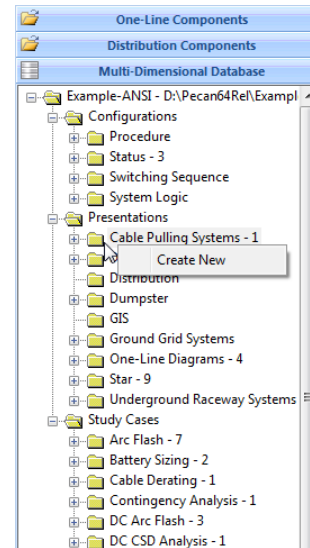 One-Line Components
Distribution Components
Multi-Dimensional Database
Example-ANSI - D:\Pecan64Rel\Exampl
Configurations
Procedure
Status - 3
Switching Sequence
System Logic
Presentations
Cable Pulling Systems - 1
Create New
Distribution
Dumpster
GIS
Ground Grid Systems
One-Line Diagrams - 4
Star - 9
Underground Raceway Systems
Study Cases
Arc Flash - 7
Battery Sizing - 2
Cable Derating - 1
Contingency Analysis - 1
DC Arc Flash - 3
DC CSD Analysis - 1